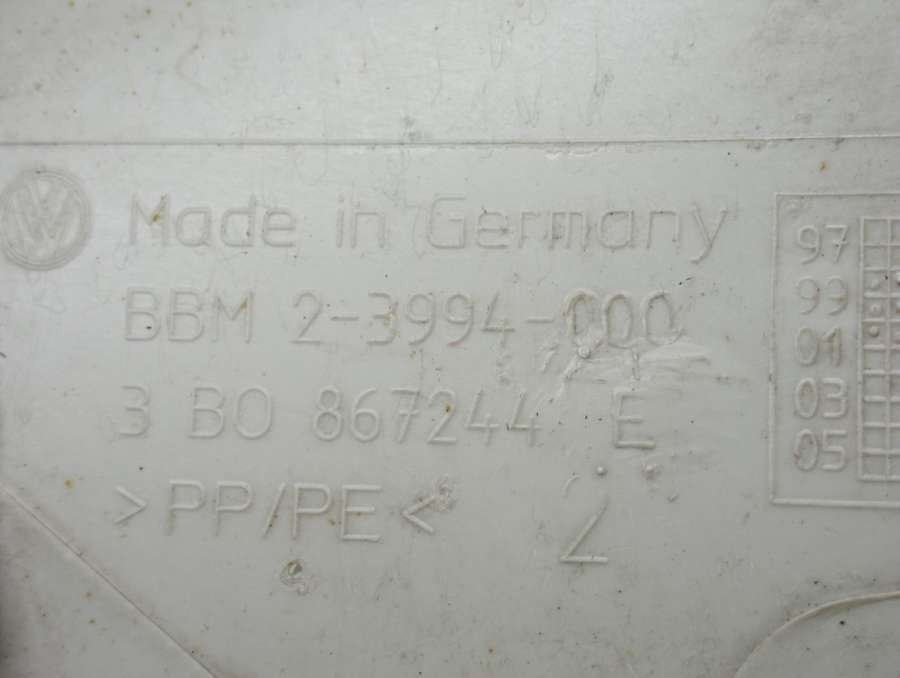 Made in Germany
BBM 2-3994-000
3 B0 867244 E
>PP/PE<
97
99
01
03
05